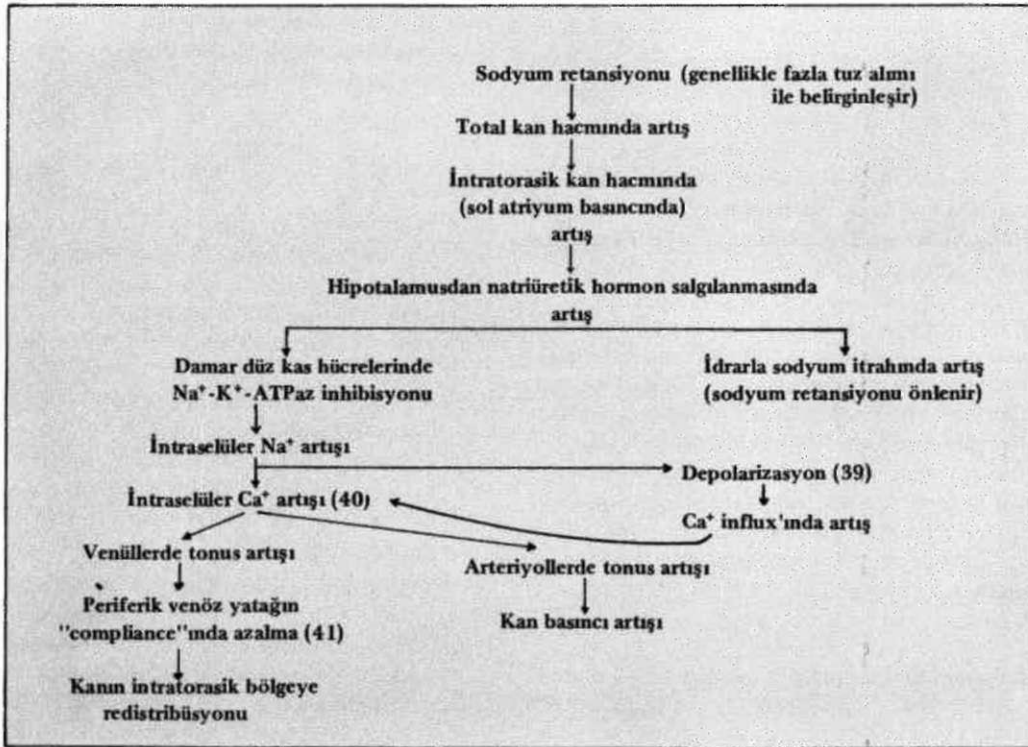 Sodyum retansiyonu (genellikle fazla tuz alımı
ile belirginleşir)
Total kan hacmında artış
İntratorasik kan hacmında
(sol atriyum basıncında)
artış
Hipotalamusdan natriüretik hormon salgılanmasında
artış
Damar düz kas hücrelerinde
Na⁺-K⁺-ATPaz inhibisyonu
İdrarla sodyum itrahında artış
(sodyum retansiyonu önlenir)
İntraselüler Na⁺ artışı
Depolarizasyon (39)
İntraselüler Ca⁺ artışı (40)
Ca⁺ influx'ında artış
Venüllerde tonus artışı
Arteriyollerde tonus artışı
Periferik venöz yatağın
"compliance"ında azalma (41)
Kan basıncı artışı
Kanın intratorasik bölgeye
redistribüsyonu